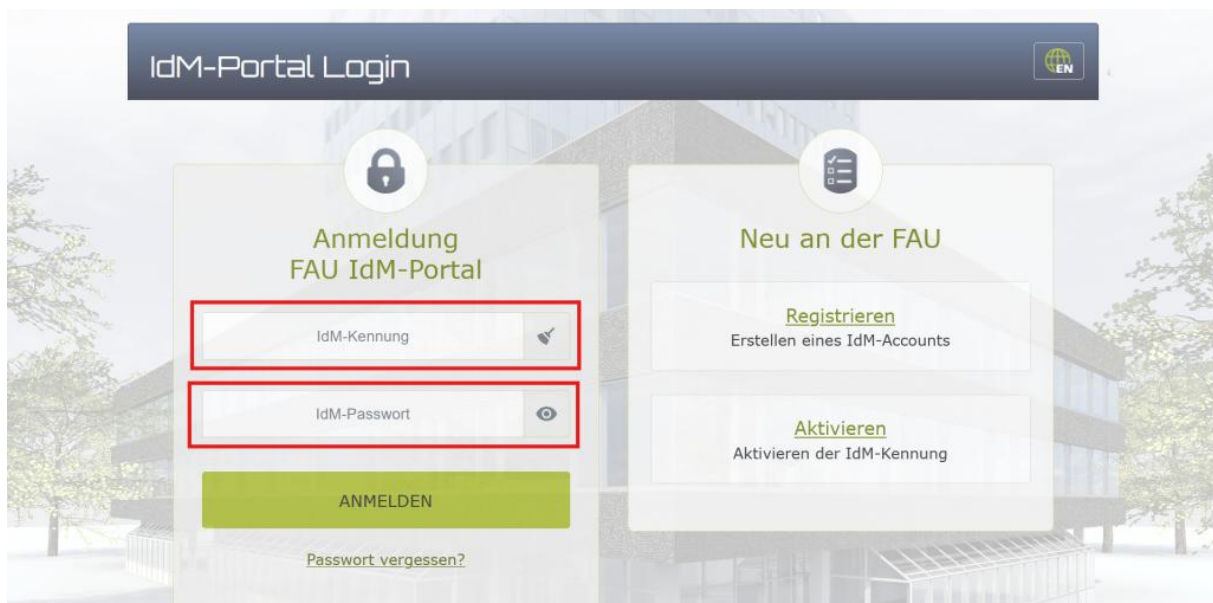 IdM-Portal Login
EN
Anmeldung
FAU IdM-Portal
IdM-Kennung
IdM-Passwort
ANMELDEN
Passwort vergessen?
Neu an der FAU
Registrieren
Erstellen eines IdM-Accounts
Aktivieren
Aktivieren der IdM-Kennung